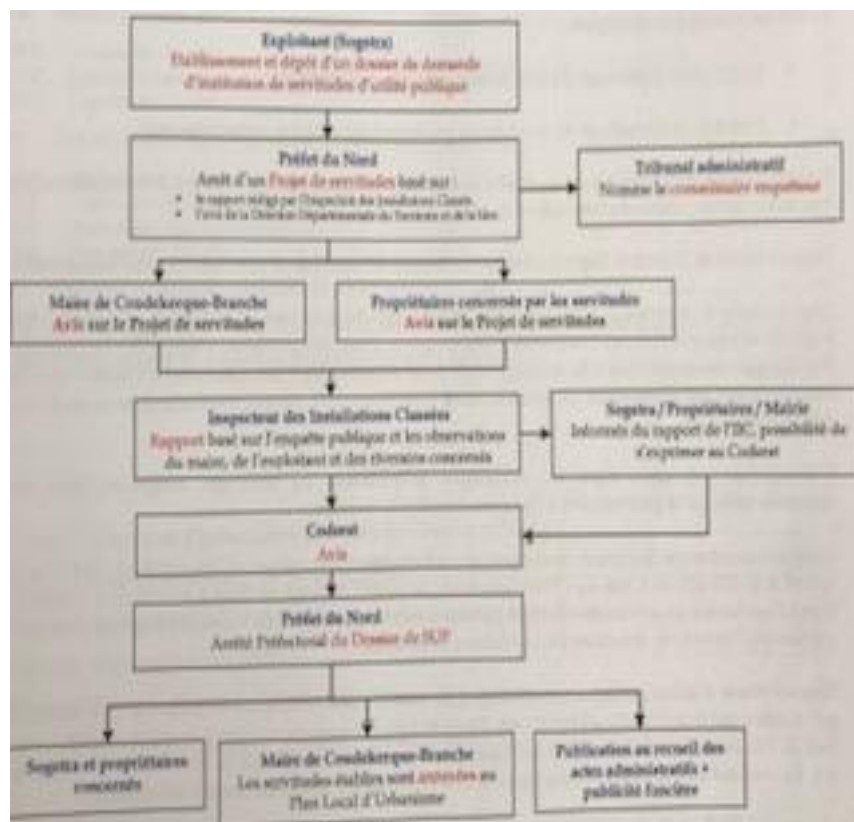 Exploitant (Sogetra)
Etablissement et dépôt d'un dossier de demande
d'institution de servitudes d'utilité publique
Préfet du Nord
Arrêt d'un Projet de servitudes basé sur
le rapport rédigé par l'Inspection des Installations Classées
l'avis de la Direction Départementale du Territoire et de la Mer
Tribunal administratif
Nomme le commissaire enquêteur
Maire de Coudekerque-Branche
Avis sur le Projet de servitudes
Propriétaires concernés par les servitudes
Avis sur le Projet de servitudes
Inspecteur des Installations Classées
Rapport basé sur l'enquête publique et les observations
du maire, de l'exploitant et des riverains concernés
Sogetra / Propriétaires / Mairie
Informés du rapport de l'IIC, possibilité de
s'exprimer au Coderst
Coderst
Avis
Préfet du Nord
Arrêté Préfectoral du Dossier de SUP
Sogetra et propriétaires
concernés
Maire de Coudekerque-Branche
Les servitudes établies sont annexées au
Plan Local d'Urbanisme
Publication au recueil des
actes administratifs +
publicité foncière